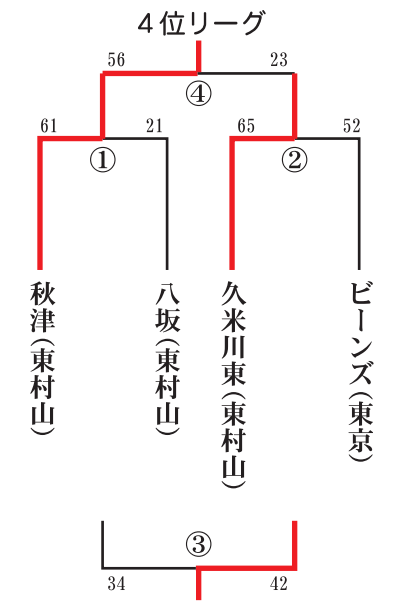 ４位リーグ
56
23
④
61
21
65
52
①
②
秋津(東村山)
八坂(東村山)
久米川東(東村山)
ビーンズ(東京)
③
34
42